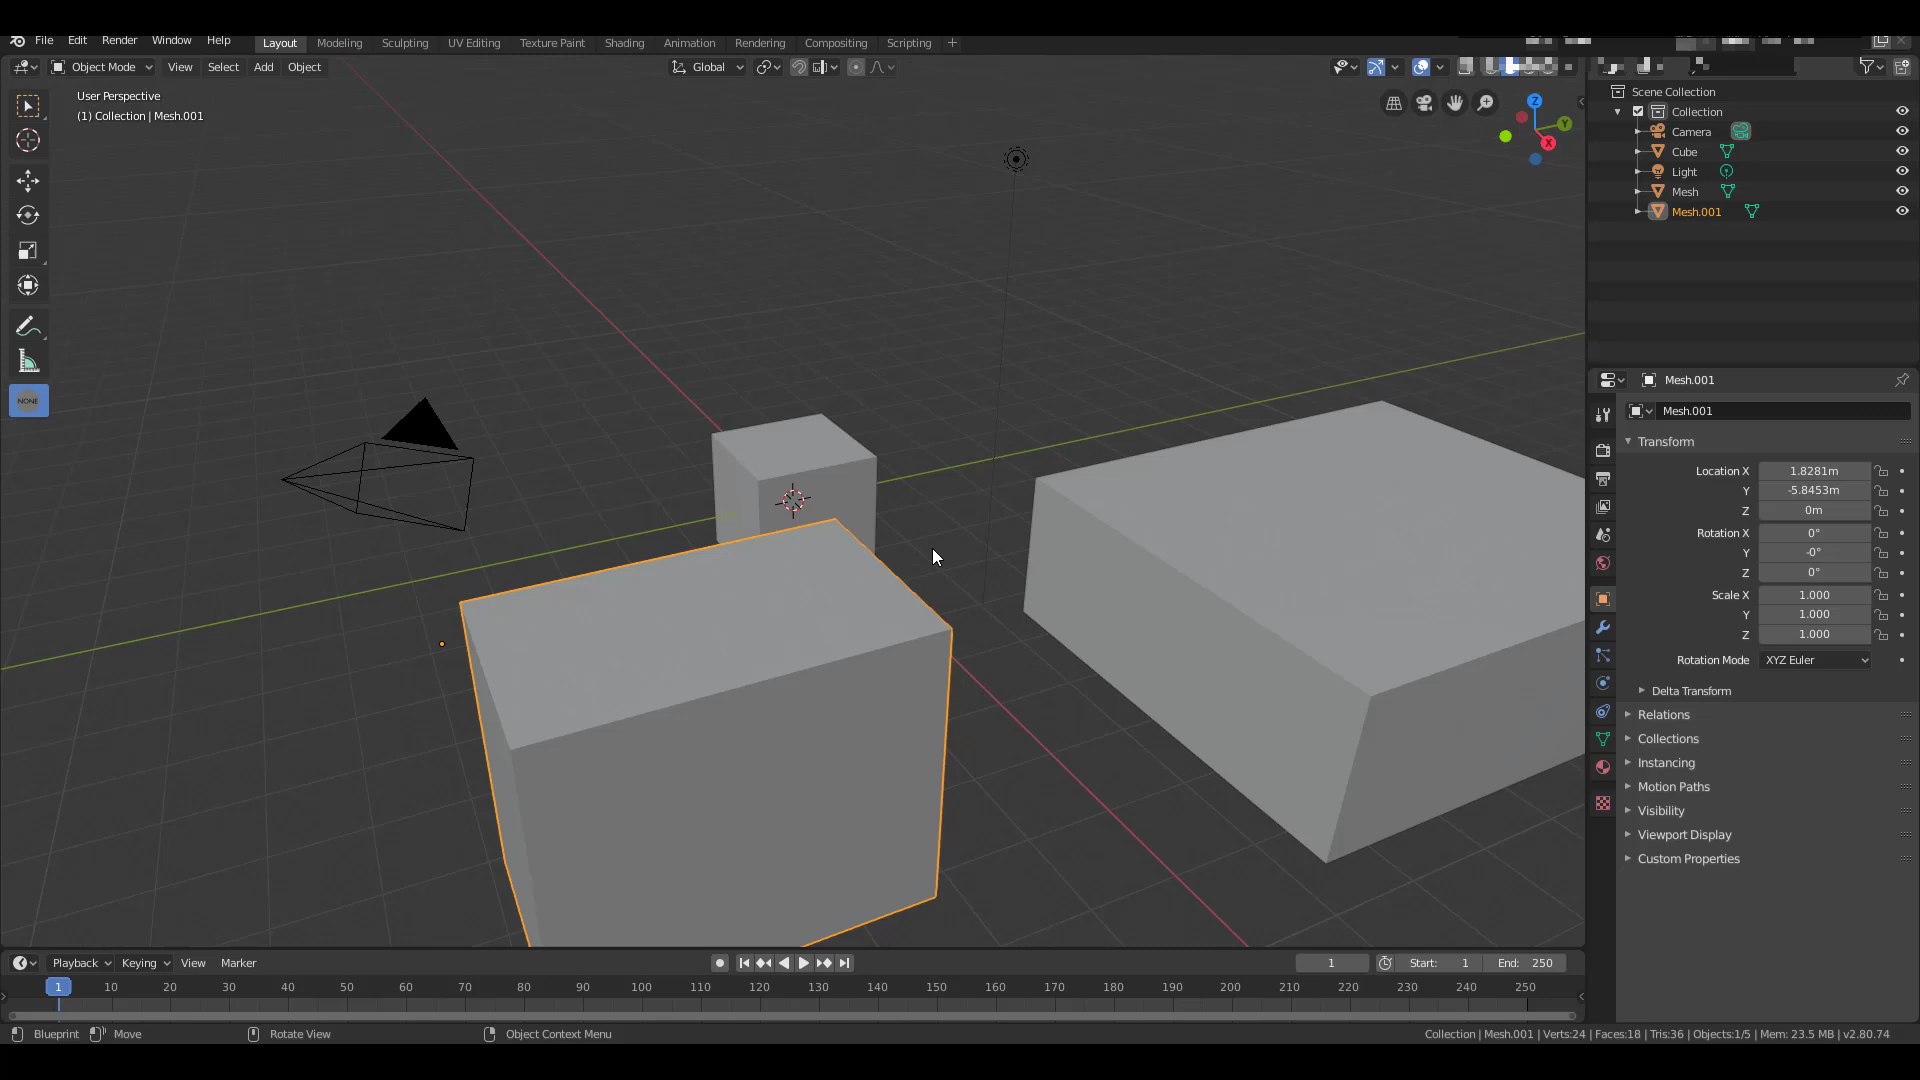 File Edit Render Window Help Layout Modeling Sculpting UV Editing Texture Paint Shading Animation Rendering Compositing Scripting +
Object Mode View Select Add Object Global
User Perspective
(1) Collection | Mesh.001
Z
Y
X
NONE
Scene Collection
Collection
Camera
Cube
Light
Mesh
Mesh.001
Mesh.001
Mesh.001
Transform
Location X 1.8281m
Y -5.8453m
Z 0m
Rotation X 0°
Y -0°
Z 0°
Scale X 1.000
Y 1.000
Z 1.000
Rotation Mode XYZ Euler
Delta Transform
Relations
Collections
Instancing
Motion Paths
Visibility
Viewport Display
Custom Properties
Playback Keying View Marker 1 Start: 1 End: 250
1 10 20 30 40 50 60 70 80 90 100 110 120 130 140 150 160 170 180 190 200 210 220 230 240 250
Blueprint Move Rotate View Object Context Menu Collection | Mesh.001 | Verts:24 | Faces:18 | Tris:36 | Objects:1/5 | Mem: 23.5 MB | v2.80.74